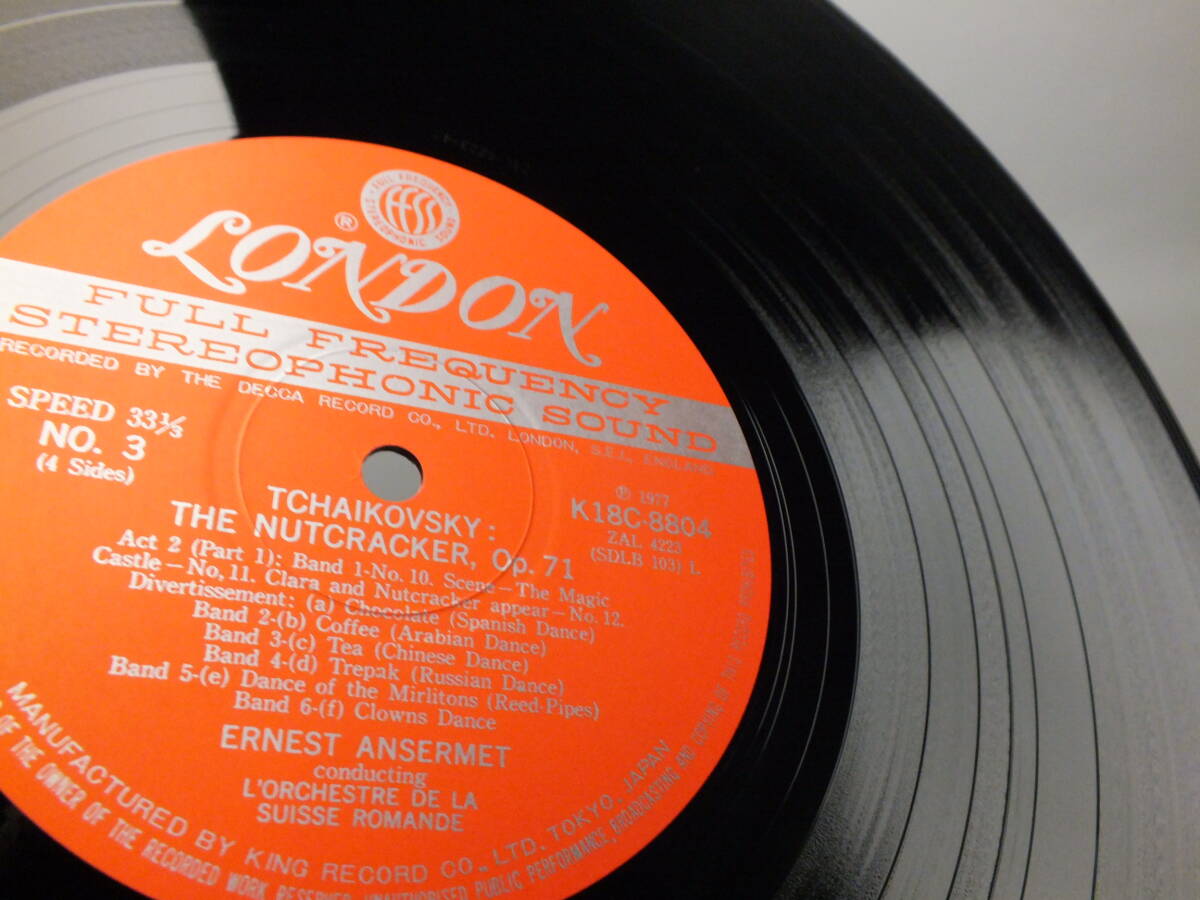 FULL FREQUENCY
STEREOPHONIC SOUND
ffss
LONDON ®
FULL FREQUENCY
STEREOPHONIC SOUND
RECORDED BY THE DECCA RECORD CO., LTD. LONDON, S.E.I., ENGLAND
SPEED 33⅓
NO. 3
(4 Sides)
℗ 1977
K18C-8804
ZAL 4223
(SDLB 103) L
TCHAIKOVSKY:
THE NUTCRACKER, Op. 71
Act 2 (Part 1): Band 1-No. 10. Scene—The Magic
Castle—No, 11. Clara and Nutcracker appear—No. 12.
Divertissement: (a) Chocolate (Spanish Dance)
Band 2-(b) Coffee (Arabian Dance)
Band 3-(c) Tea (Chinese Dance)
Band 4-(d) Trepak (Russian Dance)
Band 5-(e) Dance of the Mirlitons (Reed-Pipes)
Band 6-(f) Clowns Dance
ERNEST ANSERMET
conducting
L'ORCHESTRE DE LA
SUISSE ROMANDE
MANUFACTURED BY KING RECORD CO., LTD. TOKYO, JAPAN
OF THE OWNER OF THE RECORDED WORK RESERVED UNAUTHORISED PUBLIC PERFORMANCE, BROADCASTING AND COPYING OF THIS